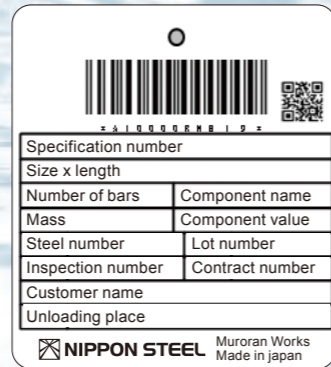 Specification number
Size x length
Number of bars Component name
Mass Component value
Steel number Lot number
Inspection number Contract number
Customer name
Unloading place
NIPPON STEEL Muroran Works
Made in japan